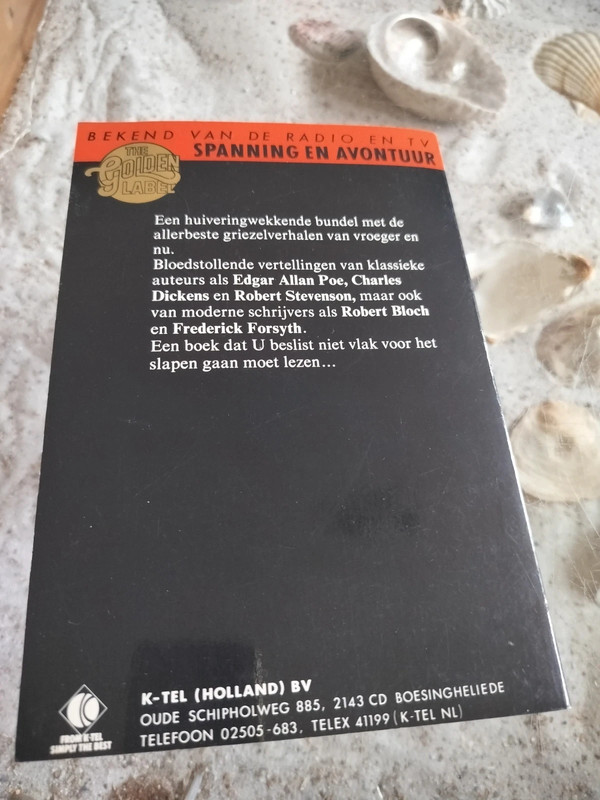 BEKEND VAN DE RADIO EN TV
THE
GOLDEN
LABEL
SPANNING EN AVONTUUR
Een huiveringwekkende bundel met de
allerbeste griezelverhalen van vroeger en
nu.
Bloedstollende vertellingen van klassieke
auteurs als Edgar Allan Poe, Charles
Dickens en Robert Stevenson, maar ook
van moderne schrijvers als Robert Bloch
en Frederick Forsyth.
Een boek dat U beslist niet vlak voor het
slapen gaan moet lezen...
K-TEL (HOLLAND) BV
OUDE SCHIPHOLWEG 885, 2143 CD BOESINGHELIEDE
TELEFOON 02505-683, TELEX 41199 (K-TEL NL)
FROM K-TEL
SIMPLY THE BEST